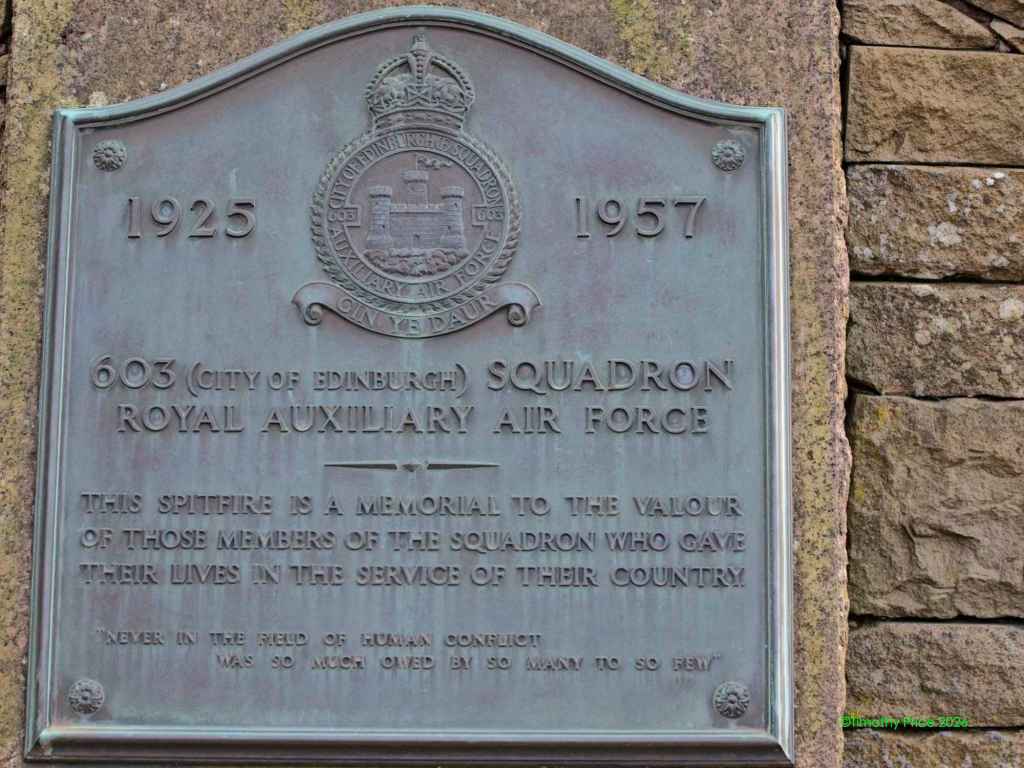 CITY OF EDINBURGH SQUADRON
603 603
AUXILIARY AIR FORCE
GIN YE DAUR
1925 1957
603 (CITY OF EDINBURGH) SQUADRON
ROYAL AUXILIARY AIR FORCE
THIS SPITFIRE IS A MEMORIAL TO THE VALOUR
OF THOSE MEMBERS OF THE SQUADRON WHO GAVE
THEIR LIVES IN THE SERVICE OF THEIR COUNTRY.
"NEVER IN THE FIELD OF HUMAN CONFLICT
WAS SO MUCH OWED BY SO MANY TO SO FEW"
©Timothy Price 2026